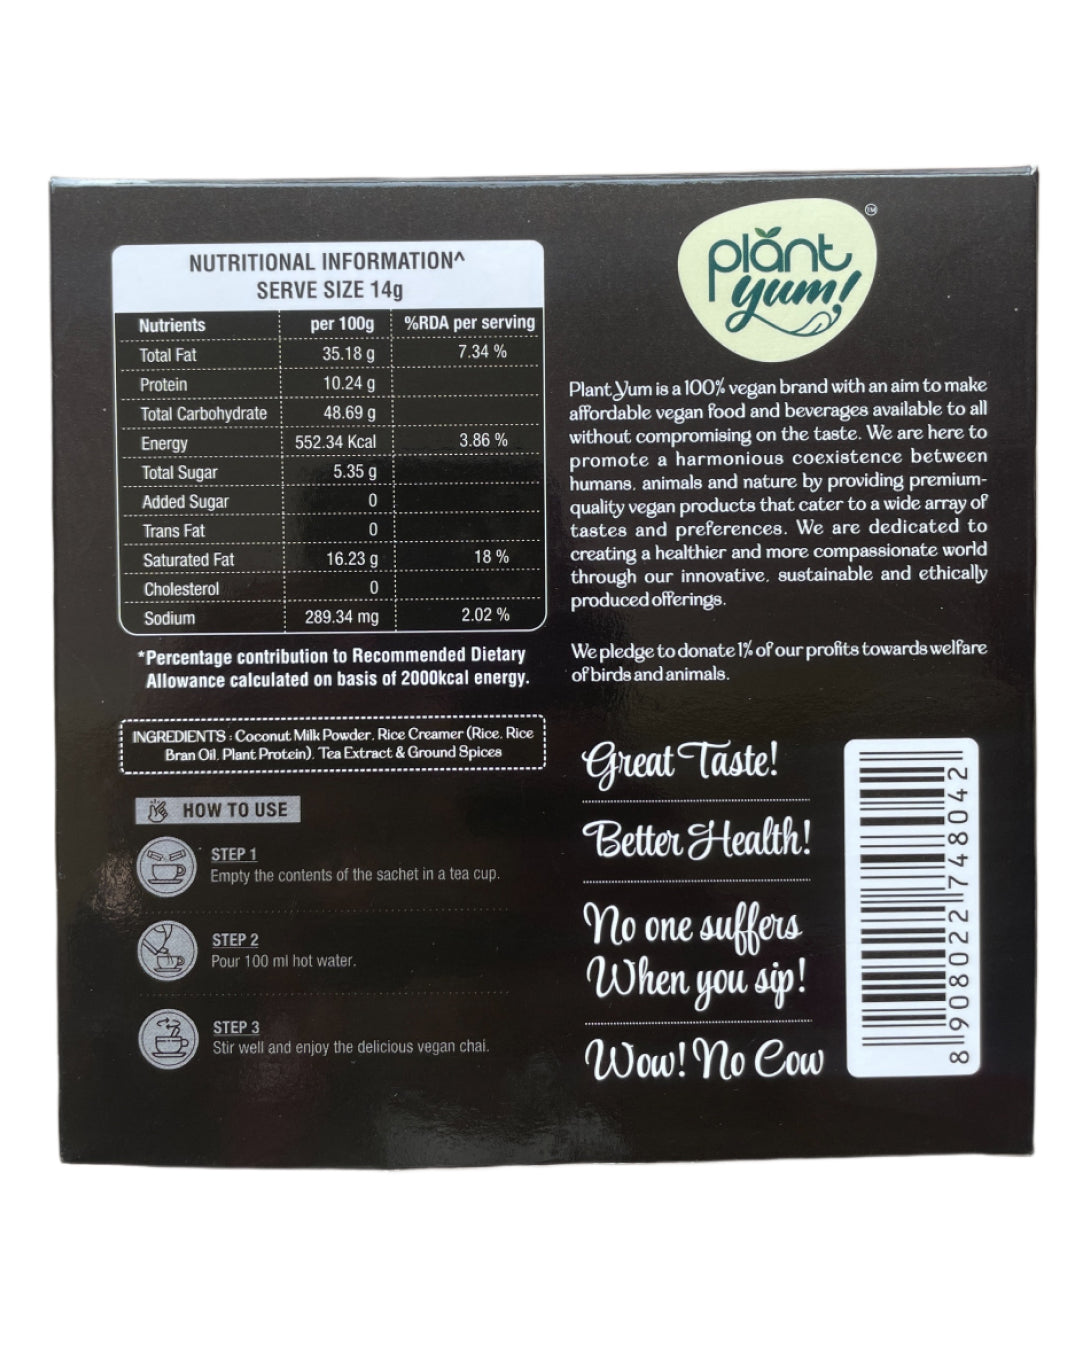 NUTRITIONAL INFORMATION^
SERVE SIZE 14g
Nutrients per 100g %RDA per serving
Total Fat 35.18 g 7.34 %
Protein 10.24 g
Total Carbohydrate 48.69 g
Energy 552.34 Kcal 3.86 %
Total Sugar 5.35 g
Added Sugar 0
Trans Fat 0
Saturated Fat 16.23 g 18 %
Cholesterol 0
Sodium 289.34 mg 2.02 %
*Percentage contribution to Recommended Dietary
Allowance calculated on basis of 2000kcal energy.
INGREDIENTS : Coconut Milk Powder, Rice Creamer (Rice, Rice
Bran Oil, Plant Protein), Tea Extract & Ground Spices
HOW TO USE
STEP 1
Empty the contents of the sachet in a tea cup.
STEP 2
Pour 100 ml hot water.
STEP 3
Stir well and enjoy the delicious vegan chai.
plant
yum!
TM
Plant Yum is a 100% vegan brand with an aim to make
affordable vegan food and beverages available to all
without compromising on the taste. We are here to
promote a harmonious coexistence between
humans, animals and nature by providing premium-
quality vegan products that cater to a wide array of
tastes and preferences. We are dedicated to
creating a healthier and more compassionate world
through our innovative, sustainable and ethically
produced offerings.
We pledge to donate 1% of our profits towards welfare
of birds and animals.
Great Taste!
Better Health!
No one suffers
When you sip!
Wow! No Cow
8 908022 748042